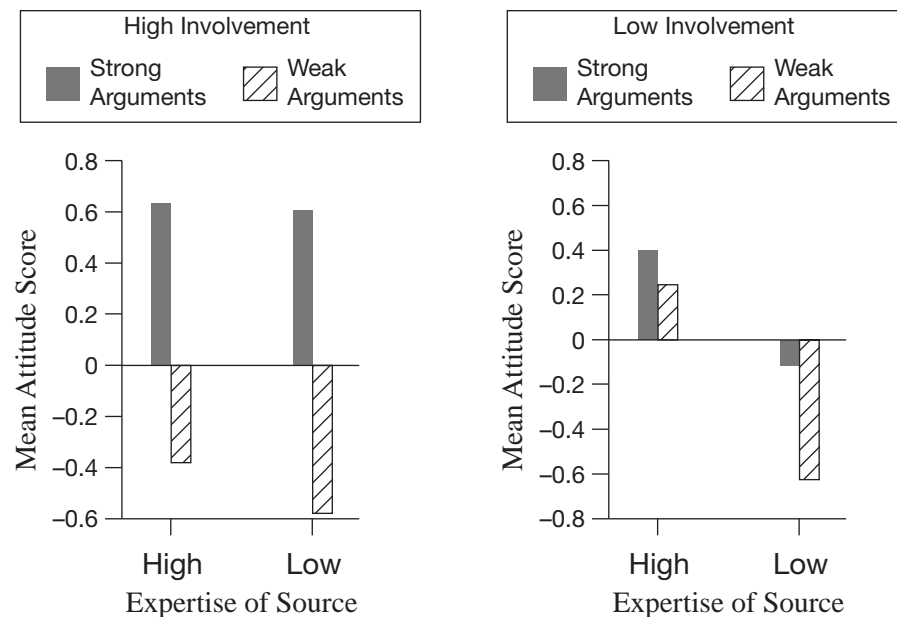 High Involvement
Strong Arguments
Weak Arguments
Mean Attitude Score
0.8
0.6
0.4
0.2
0
–0.2
–0.4
–0.6
High
Low
Expertise of Source
Low Involvement
Strong Arguments
Weak Arguments
Mean Attitude Score
0.8
0.6
0.4
0.2
0
–0.2
–0.4
–0.6
–0.8
High
Low
Expertise of Source